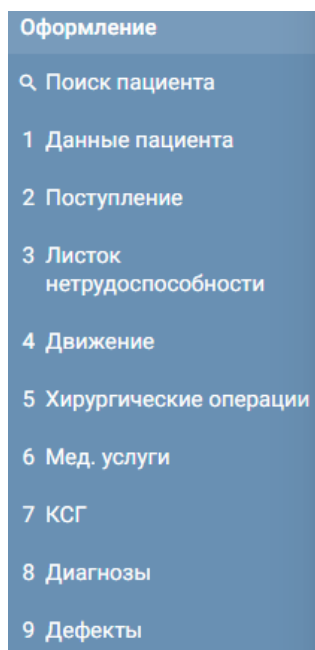 Оформление
Поиск пациента
1 Данные пациента
2 Поступление
3 Листок
нетрудоспособности
4 Движение
5 Хирургические операции
6 Мед. услуги
7 КСГ
8 Диагнозы
9 Дефекты